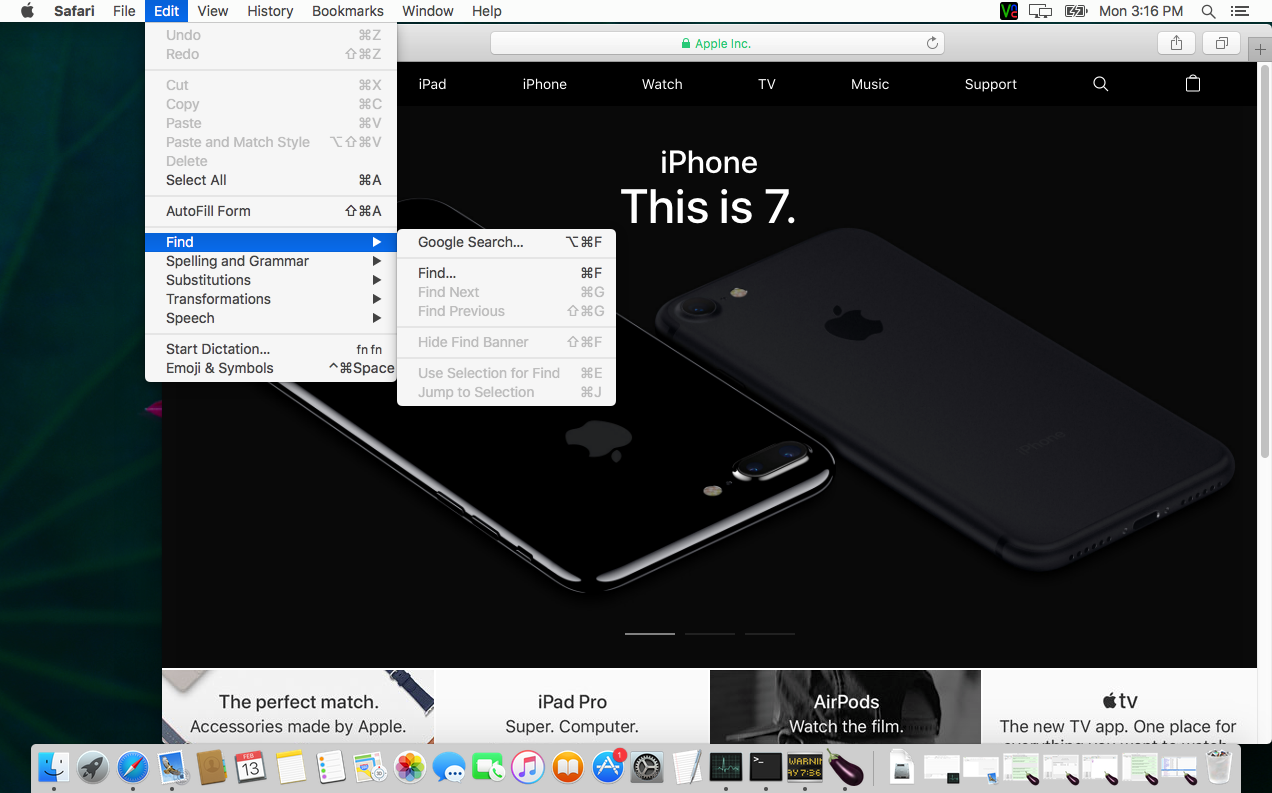 Safari File Edit View History Bookmarks Window Help Mon 3:16 PM
Undo ⌘Z
Redo ⇧⌘Z
Cut ⌘X
Copy ⌘C
Paste ⌘V
Paste and Match Style ⌥⇧⌘V
Delete
Select All ⌘A
AutoFill Form ⇧⌘A
Find
Spelling and Grammar
Substitutions
Transformations
Speech
Start Dictation... fn fn
Emoji & Symbols ^⌘Space
Google Search... ⌥⌘F
Find... ⌘F
Find Next ⌘G
Find Previous ⇧⌘G
Hide Find Banner ⇧⌘F
Use Selection for Find ⌘E
Jump to Selection ⌘J
Apple Inc.
iPad iPhone Watch TV Music Support
iPhone
This is 7.
The perfect match.
Accessories made by Apple.
iPad Pro
Super. Computer.
AirPods
Watch the film.
tv
The new TV app. One place for
everything you want to watch
FEB
13
1
WARNIN
AY 7:36